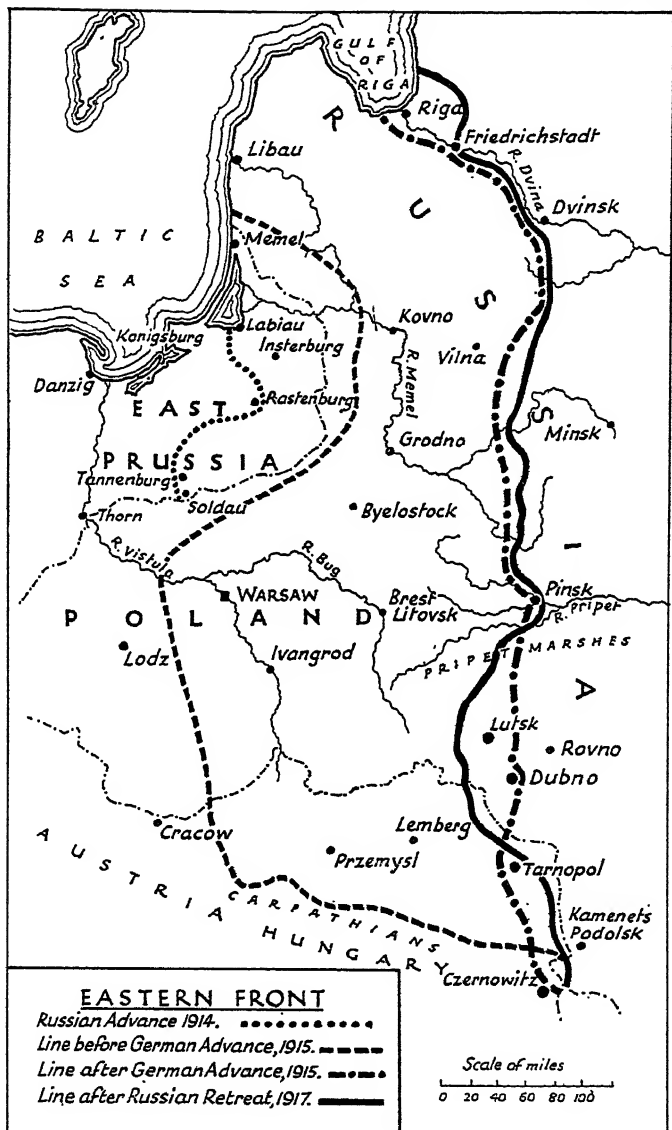 GULF
OF
RIGA
Riga
Friedrichstadt
R. Dvina
Dvinsk
Libau
RUSSIA
BALTIC
SEA
Memel
Labiau
Konigsburg
Insterburg
Kovno
Vilna
R. Memel
Danzig
EAST
PRUSSIA
Rastenburg
Minsk
Grodno
Tannenburg
Soldau
Thorn
Byelostock
R. Vistula
R. Bug
WARSAW
Brest
Litovsk
Pinsk
R. Pripet
POLAND
PRIPET MARSHES
Lodz
Ivangrod
Lutsk
Rovno
Dubno
Cracow
Lemberg
Przemysl
Tarnopol
AUSTRIA HUNGARY
CARPATHIANS
Kamenets
Podolsk
Czernowitz
EASTERN FRONT
Russian Advance 1914.
Line before German Advance, 1915.
Line after German Advance, 1915.
Line after Russian Retreat, 1917.
Scale of miles
0 20 40 60 80 100